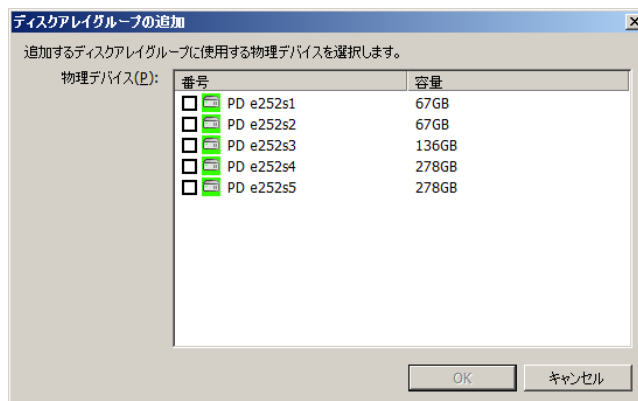 ディスクアレイグループの追加
追加するディスクアレイグループに使用する物理デバイスを選択します。
物理デバイス(P):
番号 容量
PD e252s1 67GB
PD e252s2 67GB
PD e252s3 136GB
PD e252s4 278GB
PD e252s5 278GB
OK キャンセル